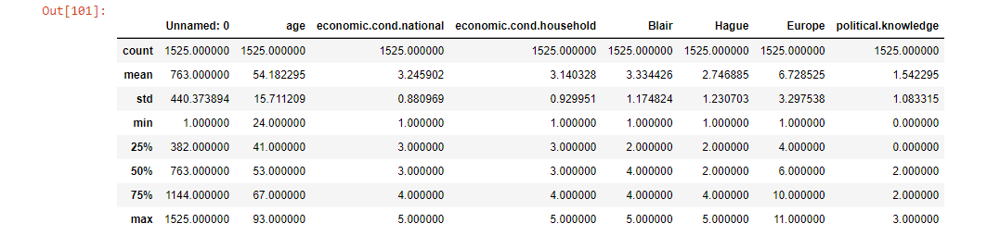 Out[101]:
Unnamed: 0 age economic.cond.national economic.cond.household Blair Hague Europe political.knowledge
count 1525.000000 1525.000000 1525.000000 1525.000000 1525.000000 1525.000000 1525.000000 1525.000000
mean 763.000000 54.182295 3.245902 3.140328 3.334426 2.746885 6.728525 1.542295
std 440.373894 15.711209 0.880969 0.929951 1.174824 1.230703 3.297538 1.083315
min 1.000000 24.000000 1.000000 1.000000 1.000000 1.000000 1.000000 0.000000
25% 382.000000 41.000000 3.000000 3.000000 2.000000 2.000000 4.000000 0.000000
50% 763.000000 53.000000 3.000000 3.000000 4.000000 2.000000 6.000000 2.000000
75% 1144.000000 67.000000 4.000000 4.000000 4.000000 4.000000 10.000000 2.000000
max 1525.000000 93.000000 5.000000 5.000000 5.000000 5.000000 11.000000 3.000000